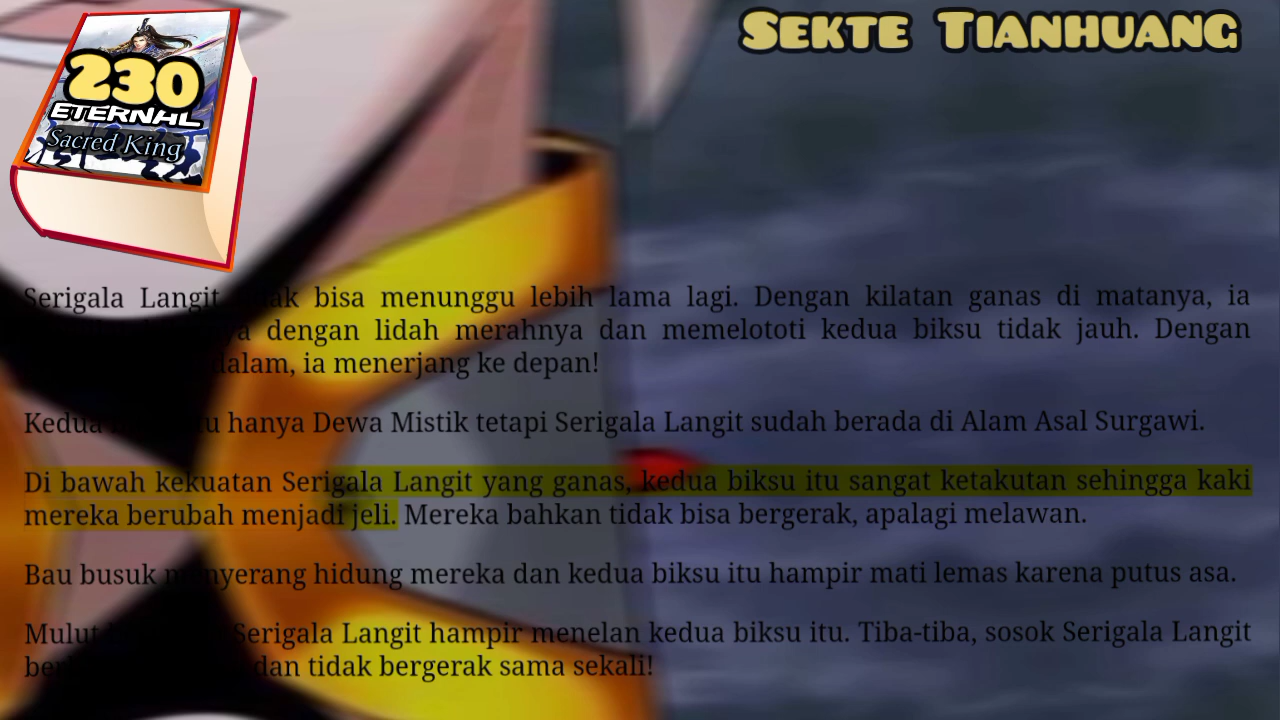 SEKTE TIANHUANG
230
ETERNAL
Sacred King
Serigala Langit tidak bisa menunggu lebih lama lagi. Dengan kilatan ganas di matanya, ia
dengan lidah merahnya dan memelototi kedua biksu tidak jauh. Dengan
dalam, ia menerjang ke depan!
Kedua biksu itu hanya Dewa Mistik tetapi Serigala Langit sudah berada di Alam Asal Surgawi.
Di bawah kekuatan Serigala Langit yang ganas, kedua biksu itu sangat ketakutan sehingga kaki
mereka berubah menjadi jeli. Mereka bahkan tidak bisa bergerak, apalagi melawan.
Bau busuk menyerang hidung mereka dan kedua biksu itu hampir mati lemas karena putus asa.
Mulut Serigala Langit hampir menelan kedua biksu itu. Tiba-tiba, sosok Serigala Langit
dan tidak bergerak sama sekali!